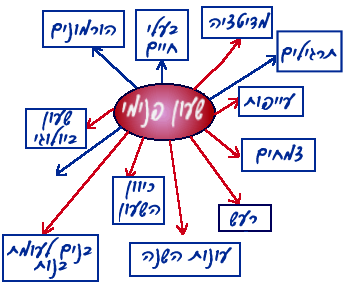 הורמונים
בעלי
חיים
מדיטציה
תרגילים
שעון פנימי
עייפות
שעון
ביולוגי
צמחים
כיוון
השעון
רעש
בנים לעומת
בנות
עונות השנה